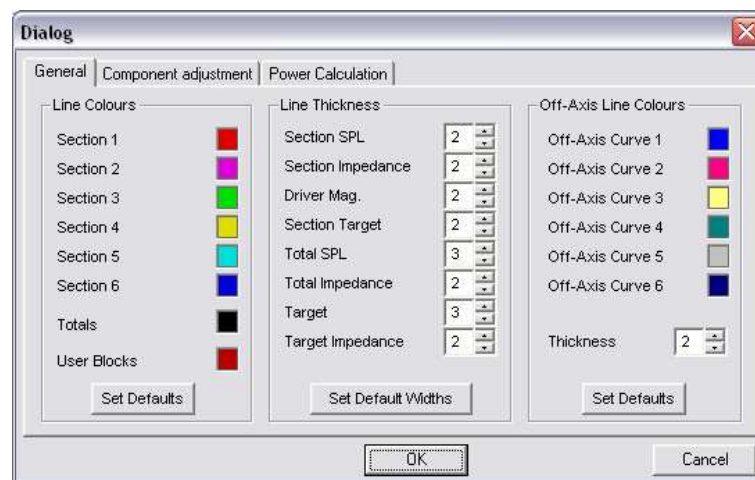 Dialog
General
Component adjustment
Power Calculation
Line Colours
Section 1
Section 2
Section 3
Section 4
Section 5
Section 6
Totals
User Blocks
Set Defaults
Line Thickness
Section SPL 2
Section Impedance 2
Driver Mag. 2
Section Target 2
Total SPL 3
Total Impedance 2
Target 3
Target Impedance 2
Set Default Widths
Off-Axis Line Colours
Off-Axis Curve 1
Off-Axis Curve 2
Off-Axis Curve 3
Off-Axis Curve 4
Off-Axis Curve 5
Off-Axis Curve 6
Thickness 2
Set Defaults
OK
Cancel